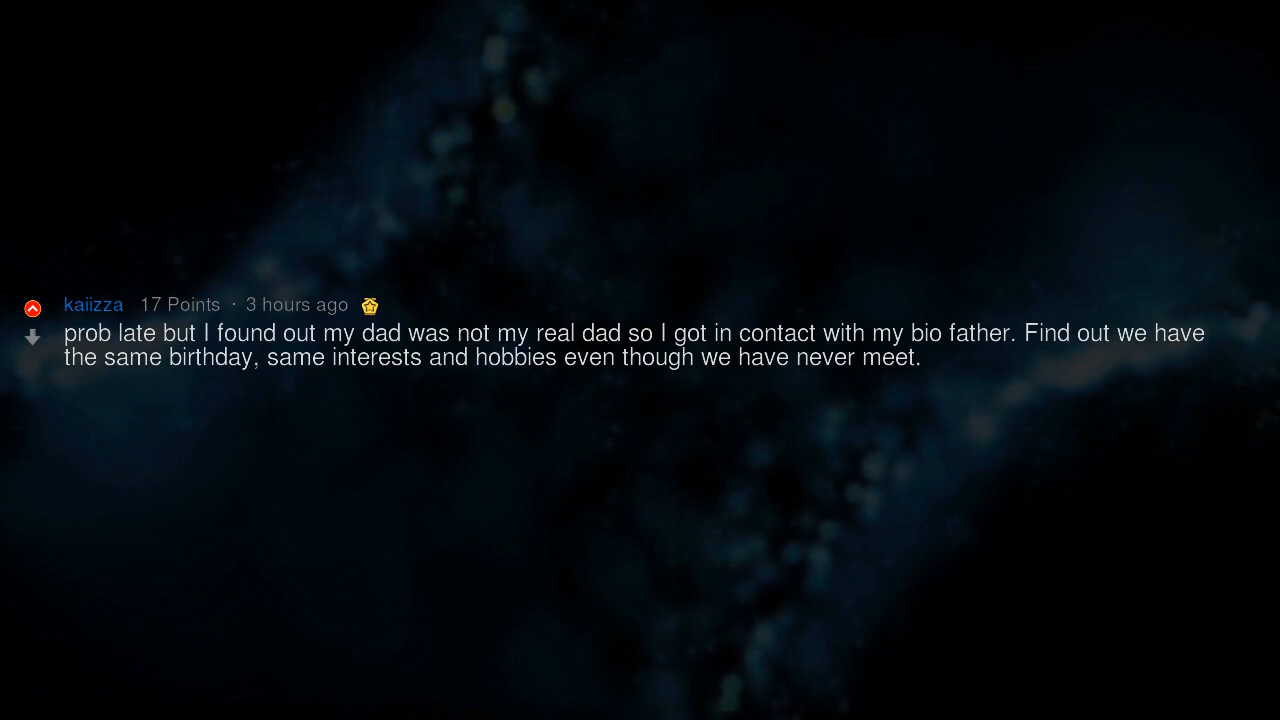 kaiizza 17 Points · 3 hours ago
prob late but I found out my dad was not my real dad so I got in contact with my bio father. Find out we have
the same birthday, same interests and hobbies even though we have never meet.